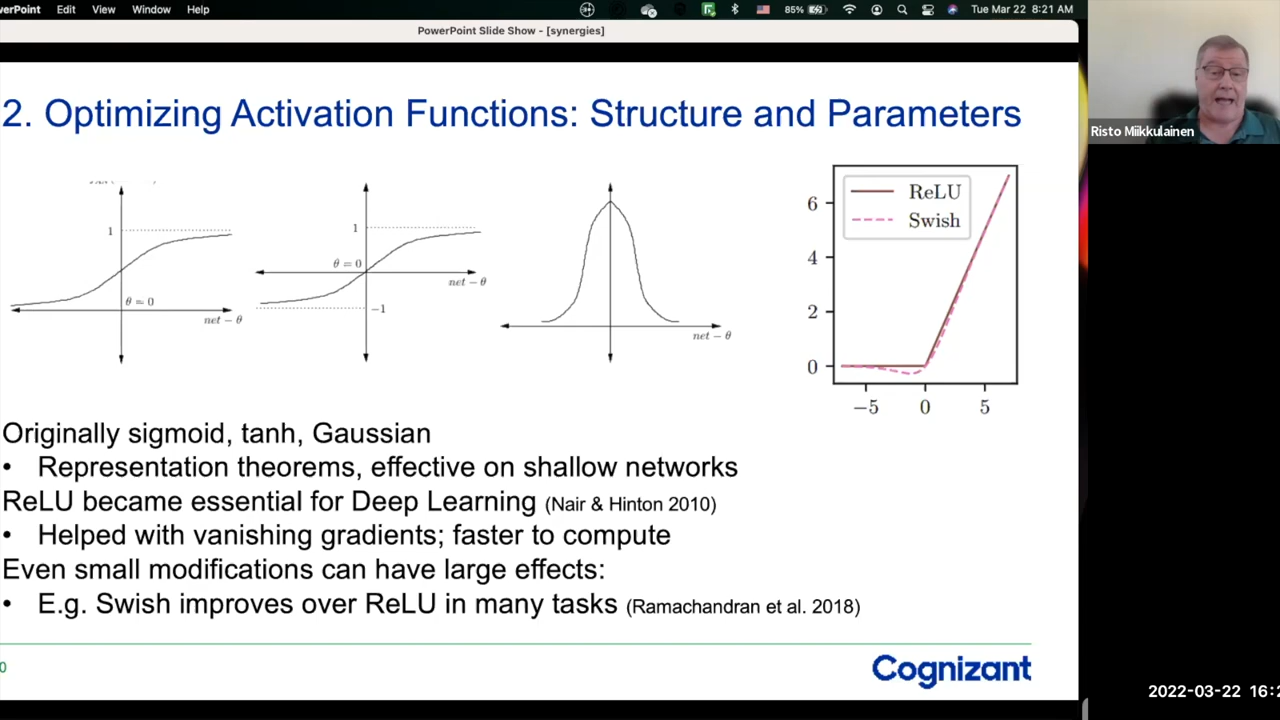 Edit View Window Help
85%
Tue Mar 22 8:21 AM
PowerPoint Slide Show - [synergies]
2. Optimizing Activation Functions: Structure and Parameters
Risto Miikkulainen
1
θ = 0
net − θ
1
θ = 0
net − θ
−1
net − θ
ReLU
Swish
6
4
2
0
−5 0 5
Originally sigmoid, tanh, Gaussian
• Representation theorems, effective on shallow networks
ReLU became essential for Deep Learning (Nair & Hinton 2010)
• Helped with vanishing gradients; faster to compute
Even small modifications can have large effects:
• E.g. Swish improves over ReLU in many tasks (Ramachandran et al. 2018)
Cognizant
2022-03-22 16:2